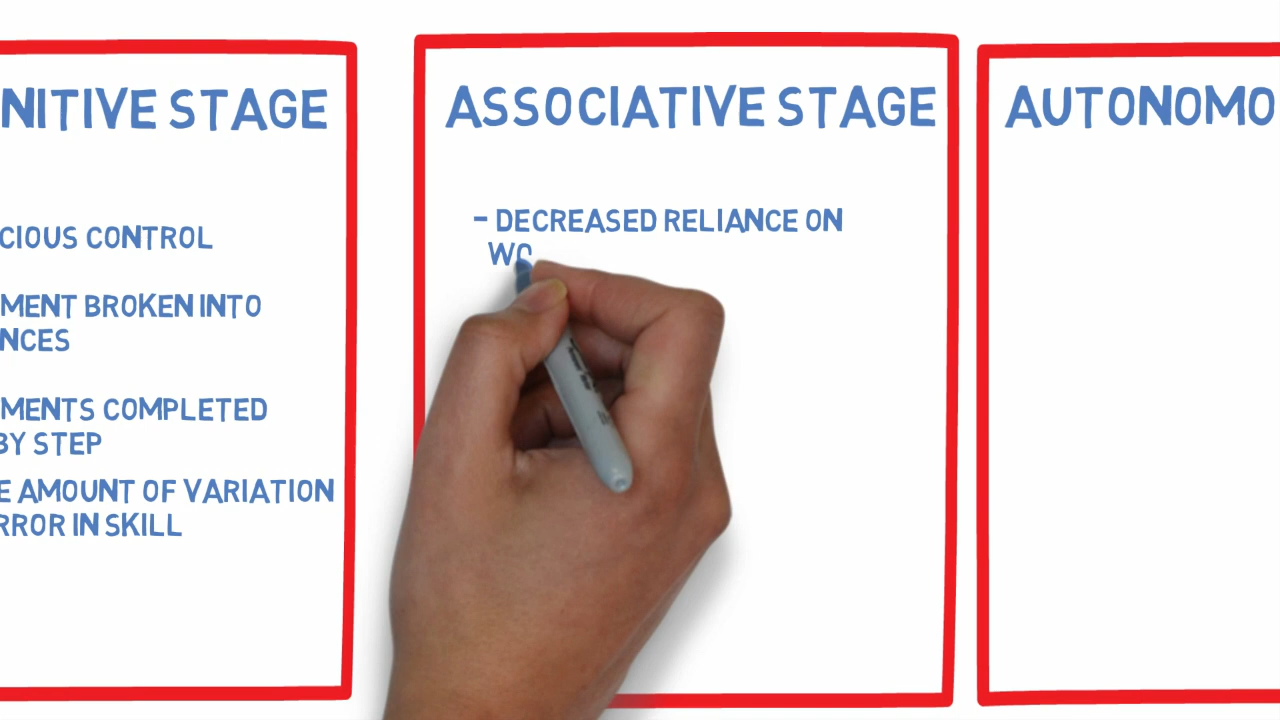 NITIVE STAGE
CIOUS CONTROL
MENT BROKEN INTO
NCES
MENTS COMPLETED
BY STEP
E AMOUNT OF VARIATION
RROR IN SKILL
ASSOCIATIVE STAGE
- DECREASED RELIANCE ON
WO
AUTONOMO